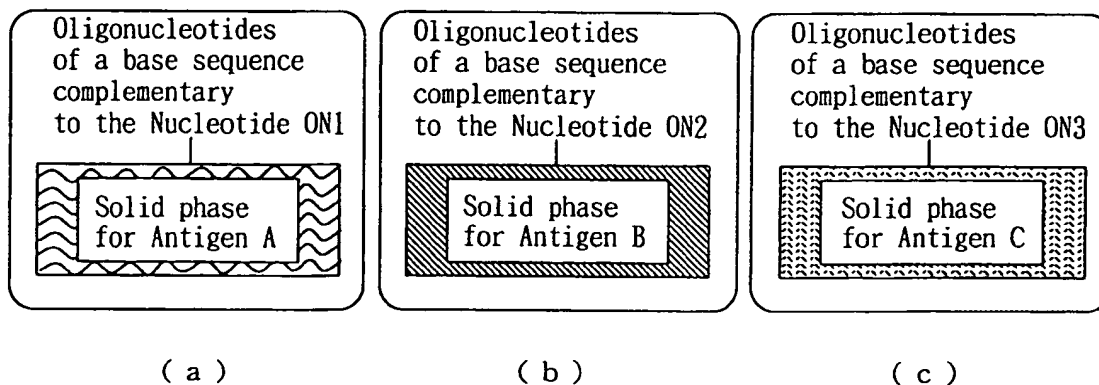 Oligonucleotides
of a base sequence
complementary
to the Nucleotide ON1
Solid phase
for Antigen A
Oligonucleotides
of a base sequence
complementary
to the Nucleotide ON2
Solid phase
for Antigen B
Oligonucleotides
of a base sequence
complementary
to the Nucleotide ON3
Solid phase
for Antigen C
( a )
( b )
( c )